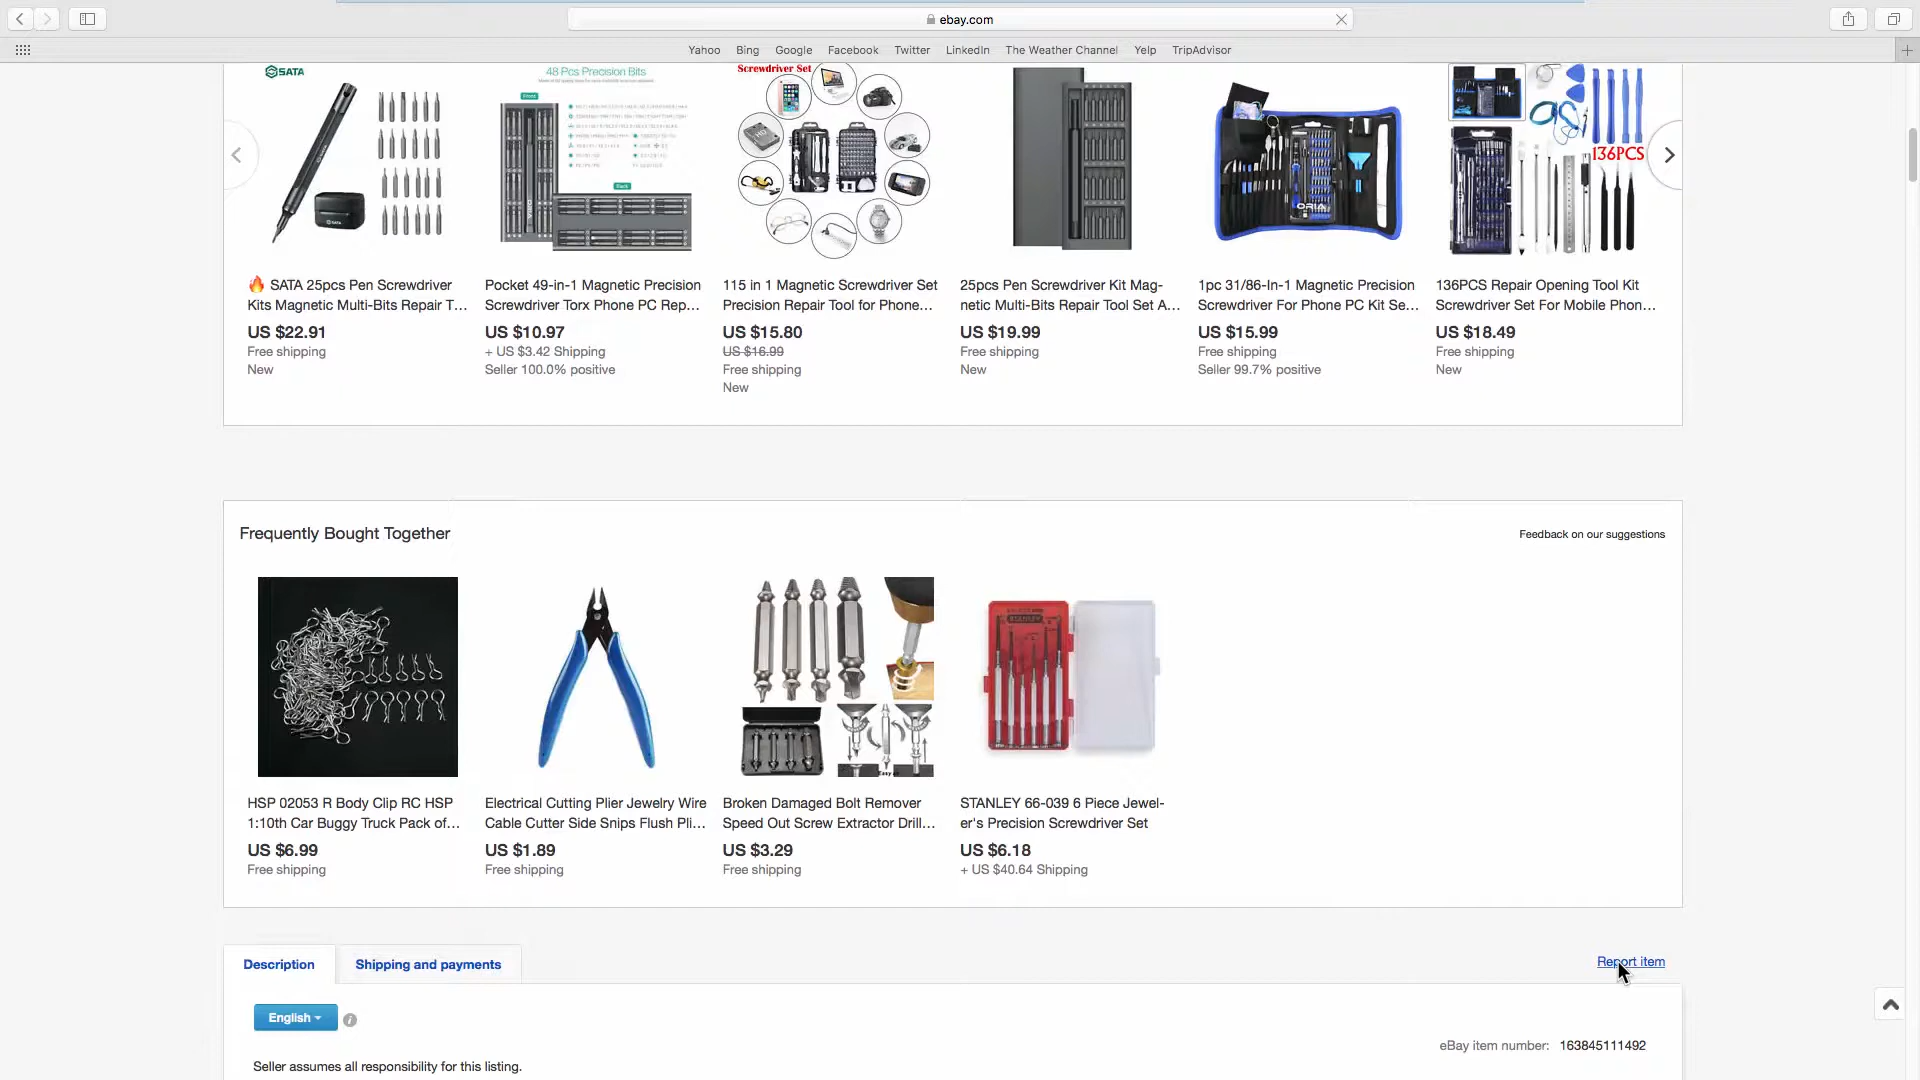 ebay.com
Yahoo Bing Google Facebook Twitter LinkedIn The Weather Channel Yelp TripAdvisor
SATA
48 Pcs Precision Bits
Screwdriver Set
136PCS
ORIA
SATA 25pcs Pen Screwdriver
Kits Magnetic Multi-Bits Repair T...
US $22.91
Free shipping
New
Pocket 49-in-1 Magnetic Precision
Screwdriver Torx Phone PC Rep...
US $10.97
+ US $3.42 Shipping
Seller 100.0% positive
115 in 1 Magnetic Screwdriver Set
Precision Repair Tool for Phone...
US $15.80
US $16.99
Free shipping
New
25pcs Pen Screwdriver Kit Mag-
netic Multi-Bits Repair Tool Set A...
US $19.99
Free shipping
New
1pc 31/86-In-1 Magnetic Precision
Screwdriver For Phone PC Kit Se...
US $15.99
Free shipping
Seller 99.7% positive
136PCS Repair Opening Tool Kit
Screwdriver Set For Mobile Phon...
US $18.49
Free shipping
New
Frequently Bought Together
Feedback on our suggestions
HSP 02053 R Body Clip RC HSP
1:10th Car Buggy Truck Pack of...
US $6.99
Free shipping
Electrical Cutting Plier Jewelry Wire
Cable Cutter Side Snips Flush Pli...
US $1.89
Free shipping
Broken Damaged Bolt Remover
Speed Out Screw Extractor Drill...
US $3.29
Free shipping
STANLEY 66-039 6 Piece Jewel-
er's Precision Screwdriver Set
US $6.18
+ US $40.64 Shipping
Description
Shipping and payments
Report item
English
eBay item number: 163845111492
Seller assumes all responsibility for this listing.